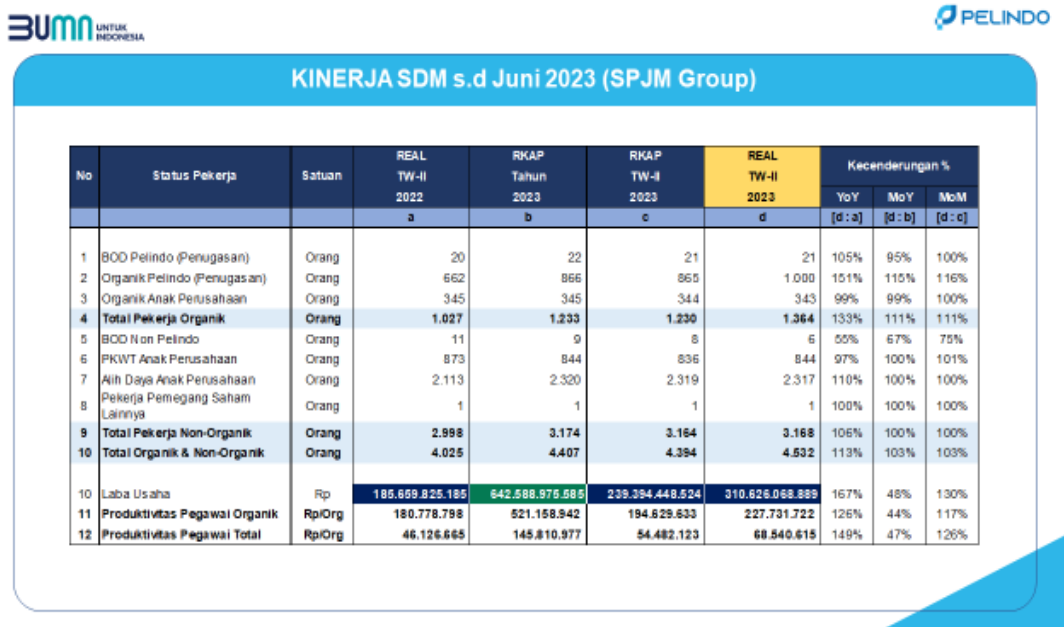 BUMN UNTUK INDONESIA
PELINDO
KINERJA SDM s.d Juni 2023 (SPJM Group)
No Status Pekerja Satuan REAL TW-II 2022 RKAP Tahun 2023 RKAP TW-II 2023 REAL TW-II 2023 Kecenderungan %
YoY MoY MoM
a b c d [d : a] [d : b] [d : c]
1 BOD Pelindo (Penugasan) Orang 20 22 21 21 105% 95% 100%
2 Organik Pelindo (Penugasan) Orang 662 866 865 1.000 151% 115% 116%
3 Organik Anak Perusahaan Orang 345 345 344 343 99% 99% 100%
4 Total Pekerja Organik Orang 1.027 1.233 1.230 1.364 133% 111% 111%
5 BOD Non Pelindo Orang 11 9 8 6 55% 67% 75%
6 PKWT Anak Perusahaan Orang 873 844 836 844 97% 100% 101%
7 Alih Daya Anak Perusahaan Orang 2.113 2.320 2.319 2.317 110% 100% 100%
8 Pekerja Pemegang Saham Lainnya Orang 1 1 1 1 100% 100% 100%
9 Total Pekerja Non-Organik Orang 2.998 3.174 3.164 3.168 106% 100% 100%
10 Total Organik & Non-Organik Orang 4.025 4.407 4.394 4.532 113% 103% 103%
10 Laba Usaha Rp 185.659.825.185 642.588.975.585 239.394.448.524 310.626.068.889 167% 48% 130%
11 Produktivitas Pegawai Organik Rp/Org 180.778.798 521.158.942 194.629.633 227.731.722 126% 44% 117%
12 Produktivitas Pegawai Total Rp/Org 46.126.665 145.810.977 54.482.123 68.540.615 149% 47% 126%